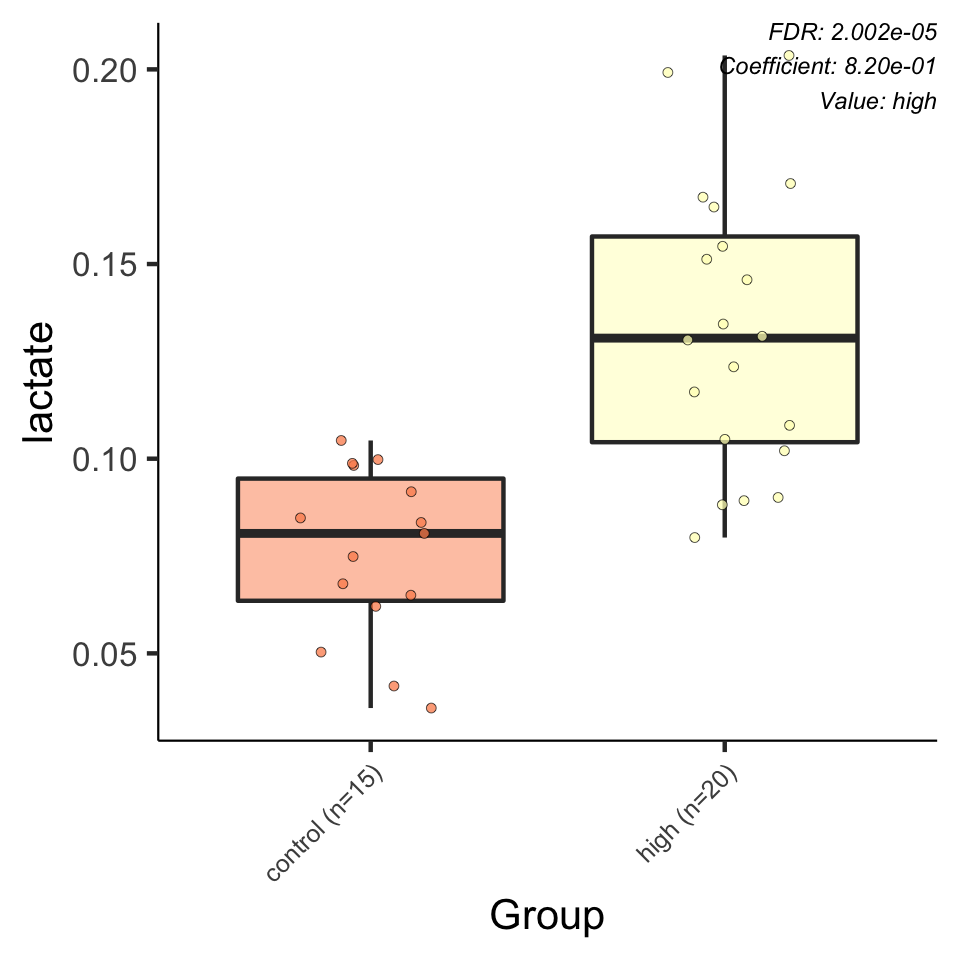 FDR: 2.002e-05
Coefficient: 8.20e-01
Value: high
0.20
0.15
0.10
0.05
lactate
control (n=15)
high (n=20)
Group